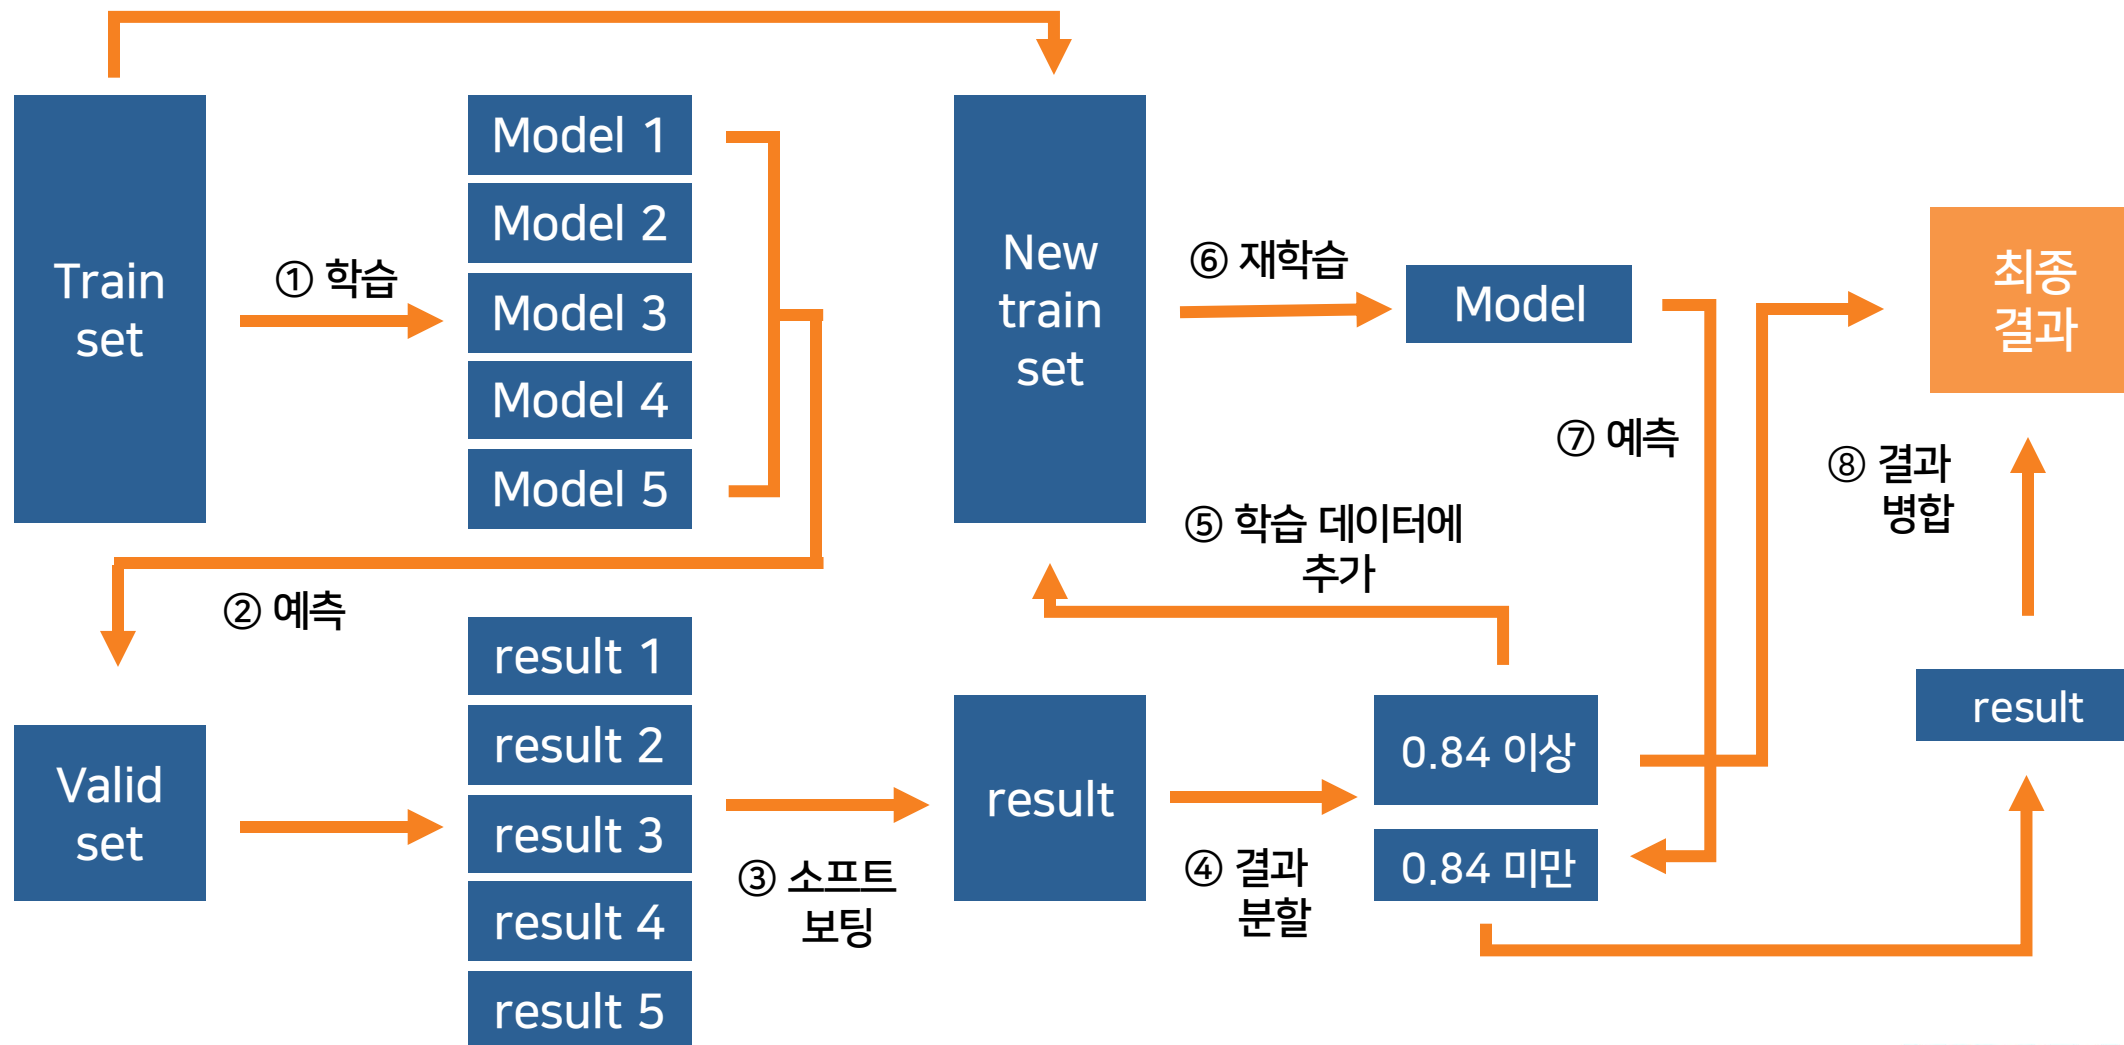 Train
set
① 학습
Model 1
Model 2
Model 3
Model 4
Model 5
② 예측
Valid
set
result 1
result 2
result 3
result 4
result 5
③ 소프트
보팅
result
④ 결과
분할
0.84 이상
0.84 미만
⑤ 학습 데이터에
추가
New
train
set
⑥ 재학습
Model
⑦ 예측
⑧ 결과
병합
result
최종
결과